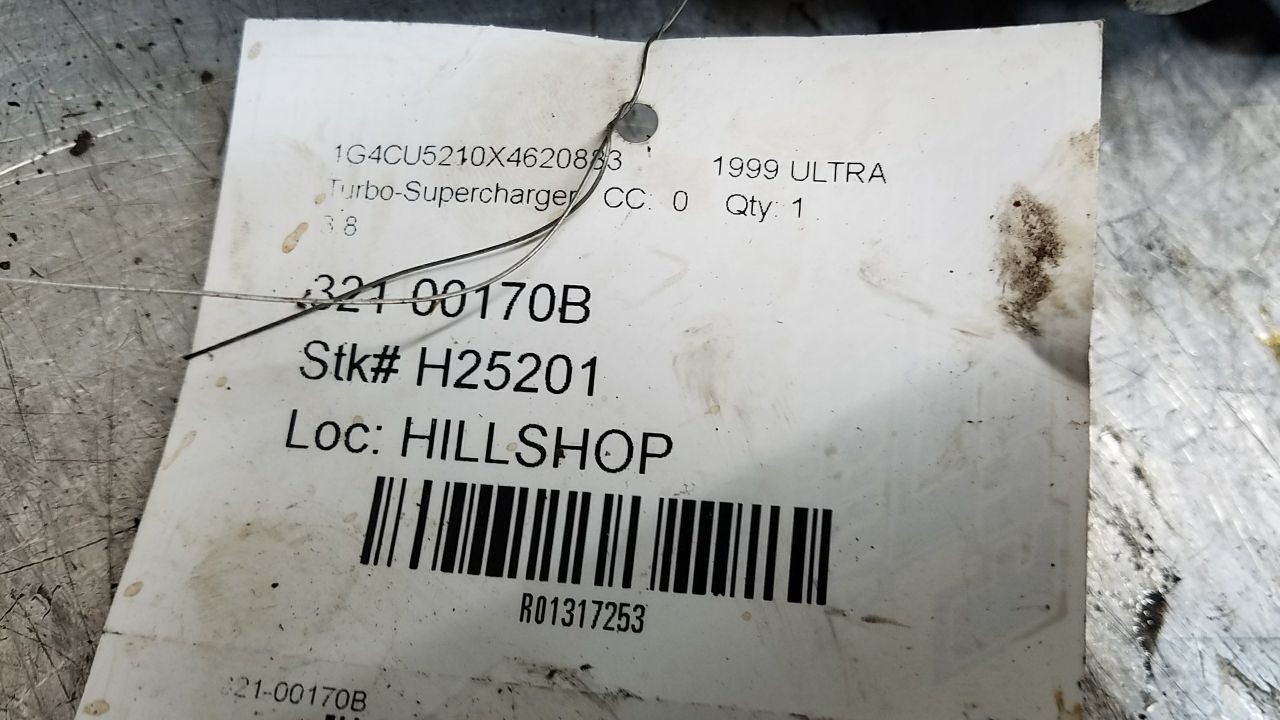 1G4CU5210X4620883 1999 ULTRA
Turbo-Supercharger CC: 0 Qty: 1
3.8
321-00170B
Stk# H25201
Loc: HILLSHOP
R01317253
321-00170B